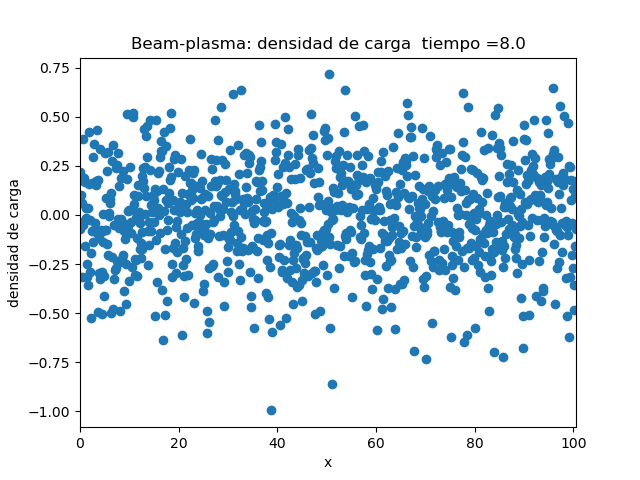 Beam-plasma: densidad de carga  tiempo =8.0
0.75
0.50
0.25
0.00
−0.25
−0.50
−0.75
−1.00
densidad de carga
0 20 40 60 80 100
x